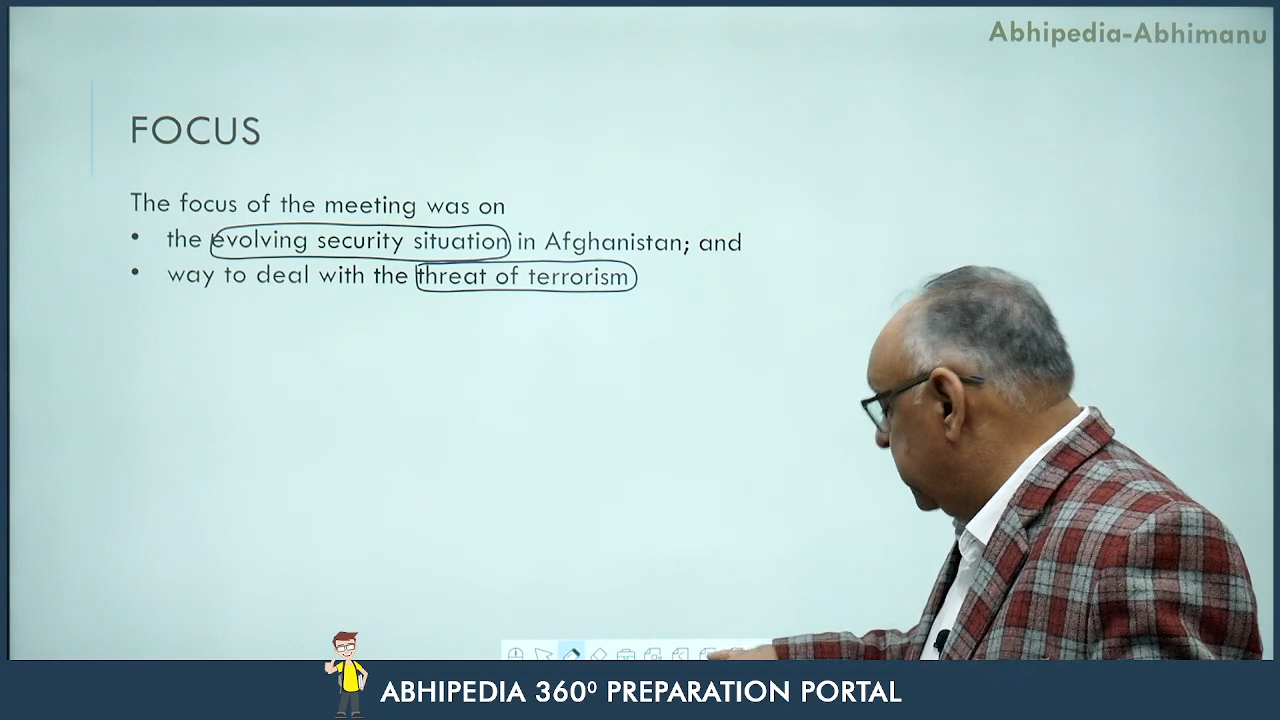 Abhipedia-Abhimanu
FOCUS
The focus of the meeting was on
• the evolving security situation in Afghanistan; and
• way to deal with the threat of terrorism
ABHIPEDIA 360⁰ PREPARATION PORTAL